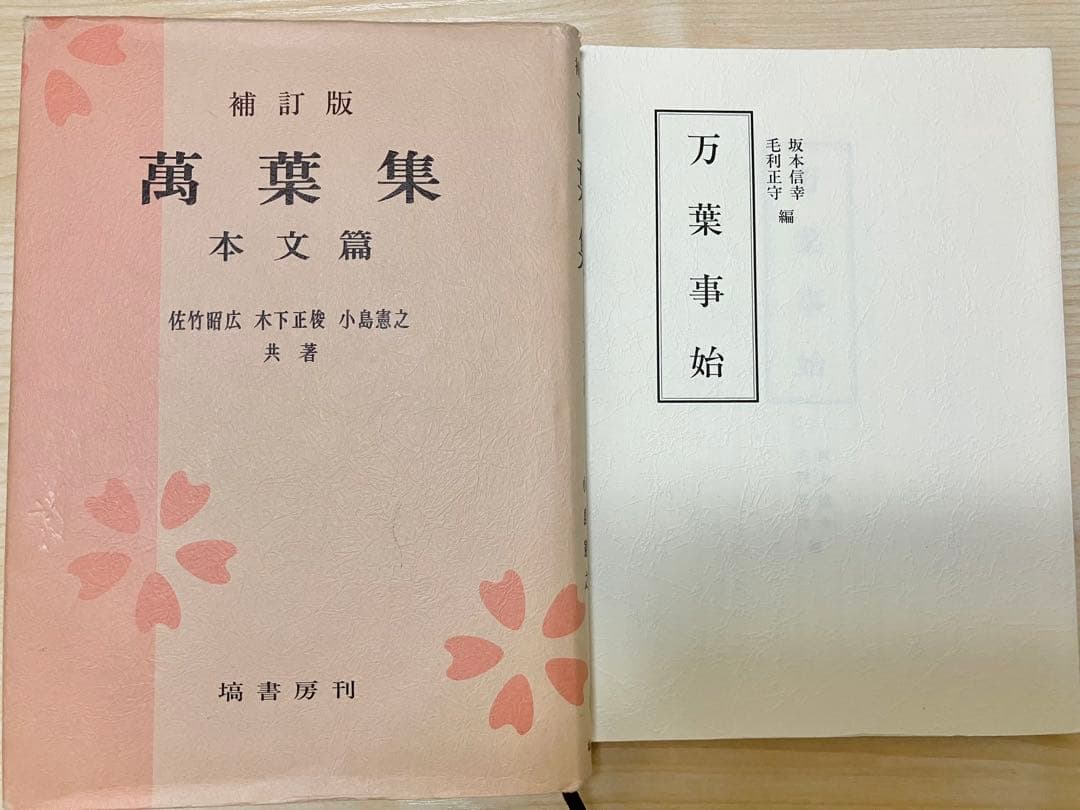 補訂版
萬葉集
本文篇
佐竹昭広 木下正俊 小島憲之
共著
塙書房刊
万葉事始
坂本信幸
毛利正守 編